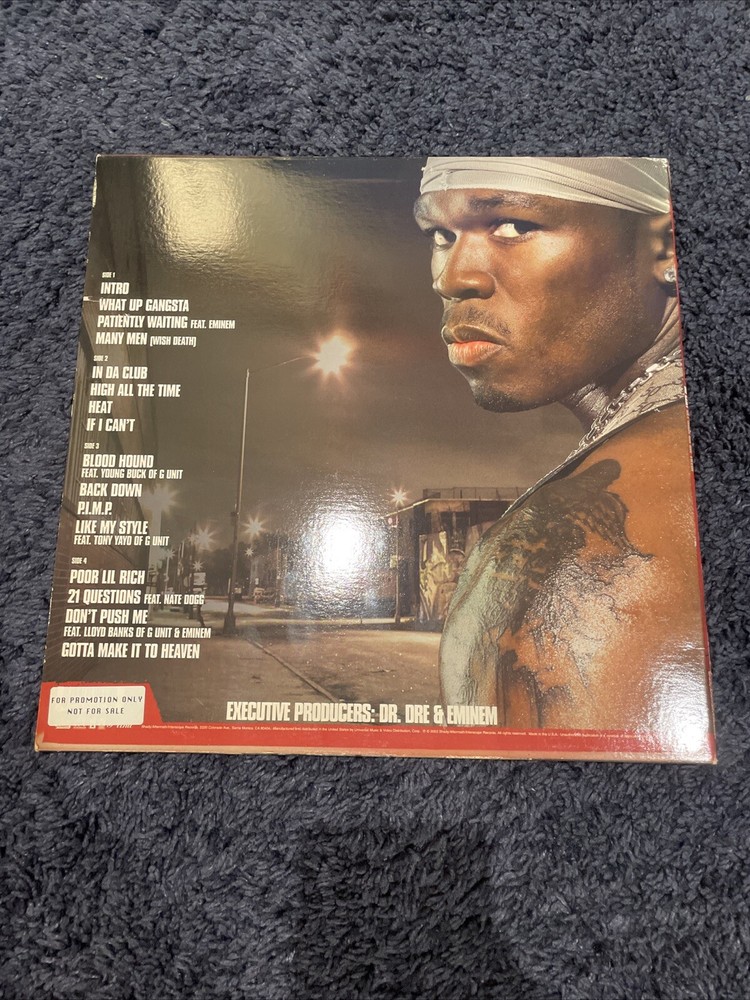 SIDE 1
INTRO
WHAT UP GANGSTA
PATIENTLY WAITING FEAT. EMINEM
MANY MEN (WISH DEATH)
SIDE 2
IN DA CLUB
HIGH ALL THE TIME
HEAT
IF I CAN'T
SIDE 3
BLOOD HOUND
FEAT. YOUNG BUCK OF G UNIT
BACK DOWN
P.I.M.P.
LIKE MY STYLE
FEAT. TONY YAYO OF G UNIT
SIDE 4
POOR LIL RICH
21 QUESTIONS FEAT. NATE DOGG
DON'T PUSH ME
FEAT. LLOYD BANKS OF G UNIT & EMINEM
GOTTA MAKE IT TO HEAVEN
FOR PROMOTION ONLY
NOT FOR SALE
EXECUTIVE PRODUCERS: DR. DRE & EMINEM